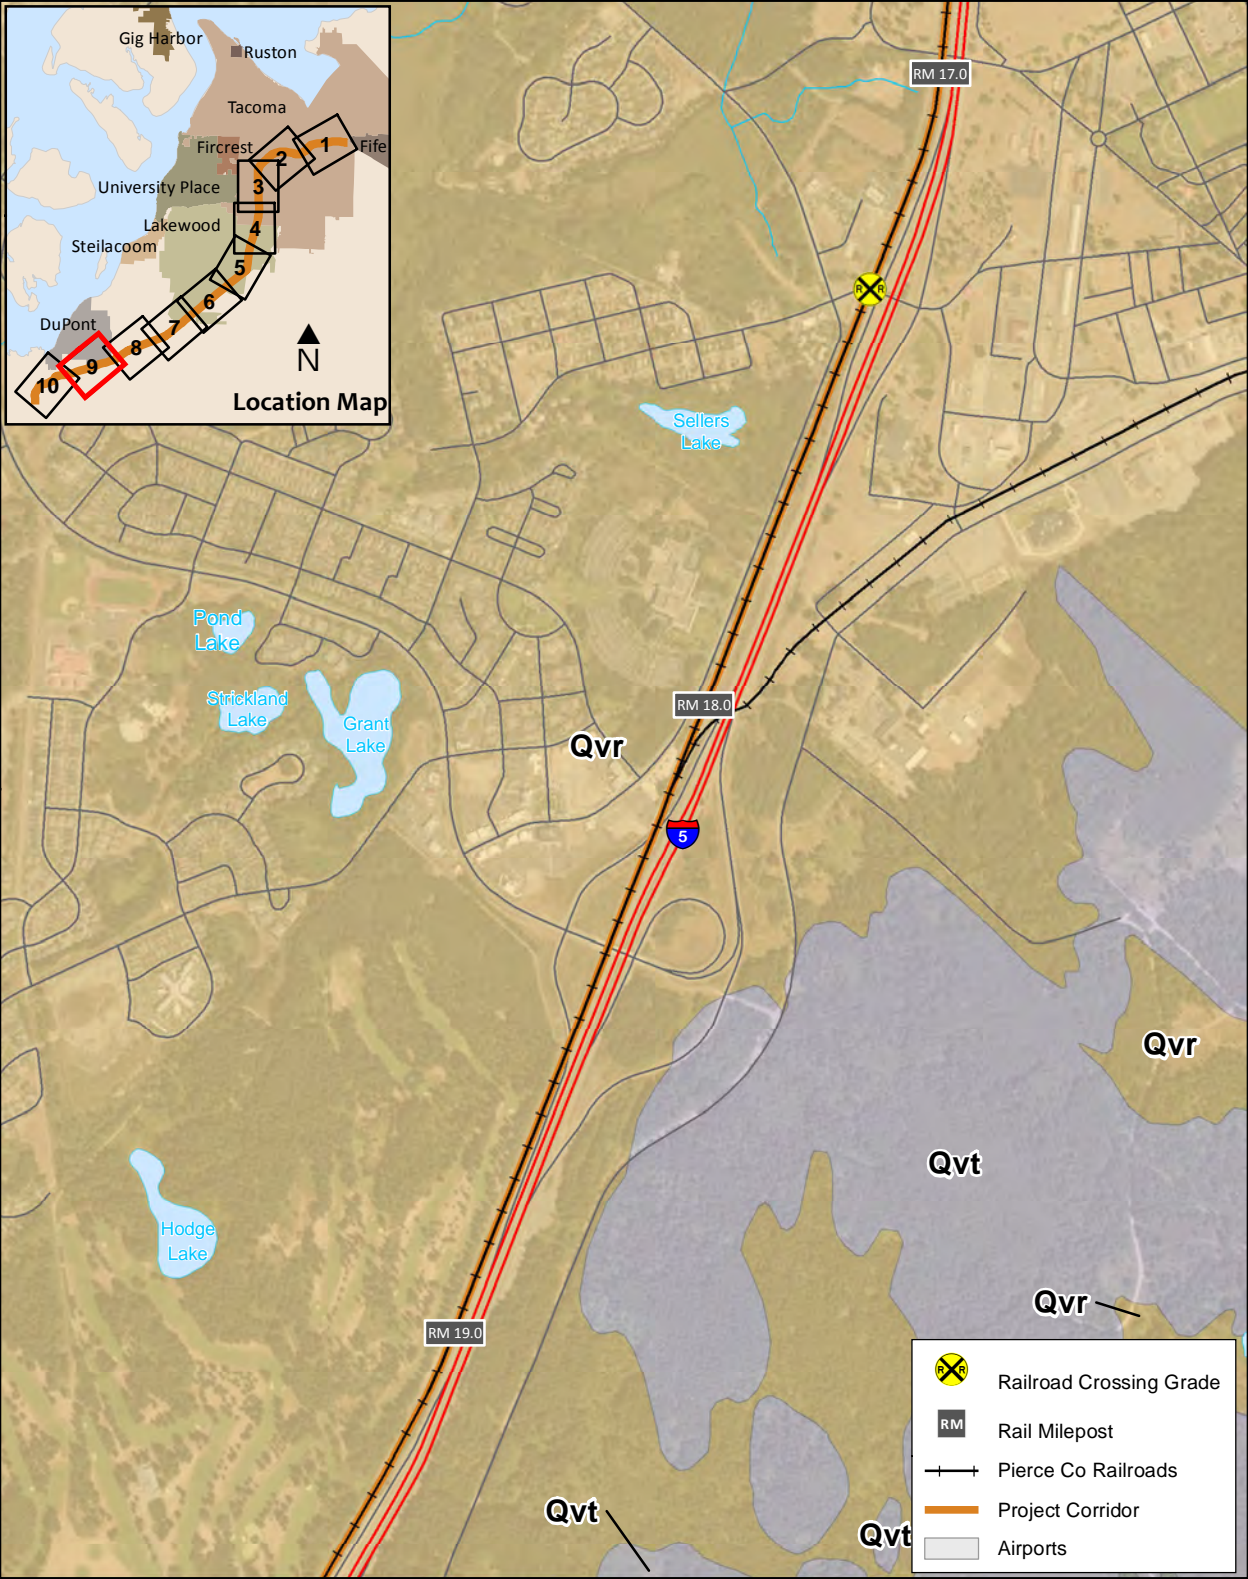 Gig Harbor
Ruston
Tacoma
Fircrest
Fife
University Place
Lakewood
Steilacoom
DuPont
1
2
3
4
5
6
7
8
9
10
N
Location Map
RM 17.0
R R
Sellers
Lake
Pond
Lake
Strickland
Lake
Grant
Lake
RM 18.0
Qvr
5
Qvr
Qvt
Hodge
Lake
Qvr
RM 19.0
Qvt
Qvt
R R
Railroad Crossing Grade
RM
Rail Milepost
Pierce Co Railroads
Project Corridor
Airports